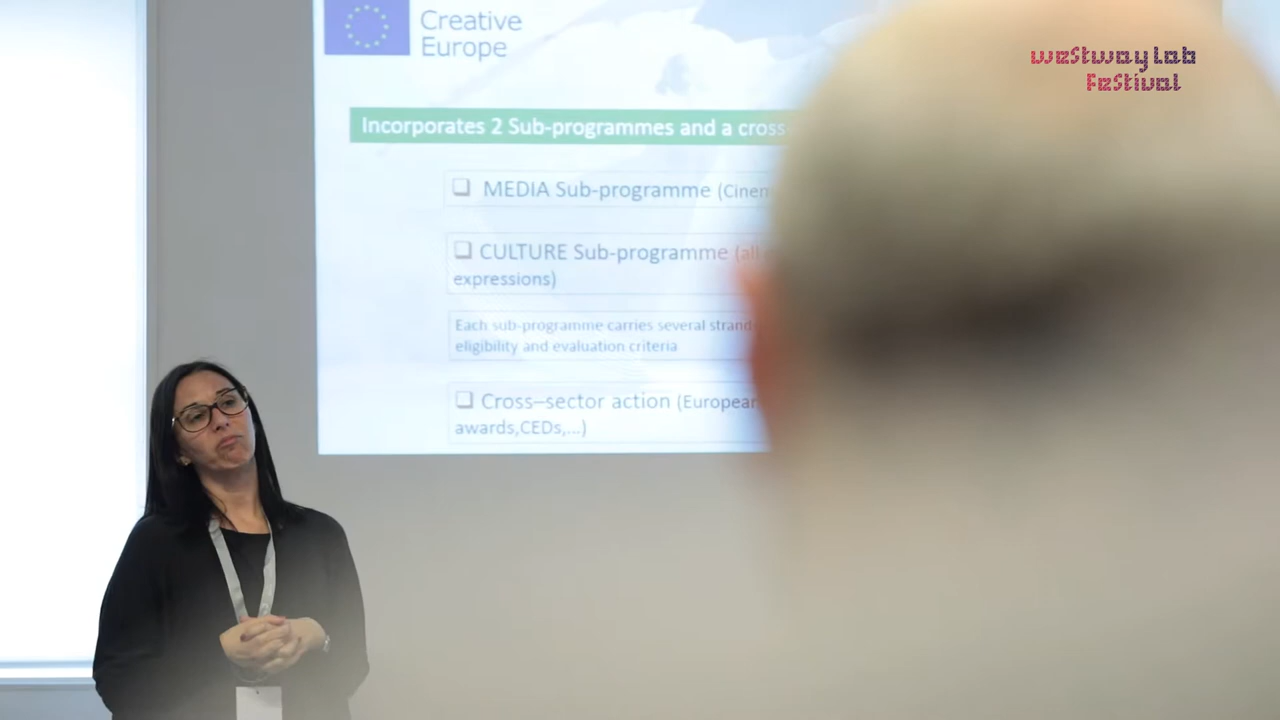 Creative
Europe
westway lab
Festival
Incorporates 2 Sub-programmes and a cross
MEDIA Sub-programme (Cinem
CULTURE Sub-programme (all
expressions)
Each sub-programme carries several strand
eligibility and evaluation criteria
Cross–sector action (European
awards,CEDs,...)